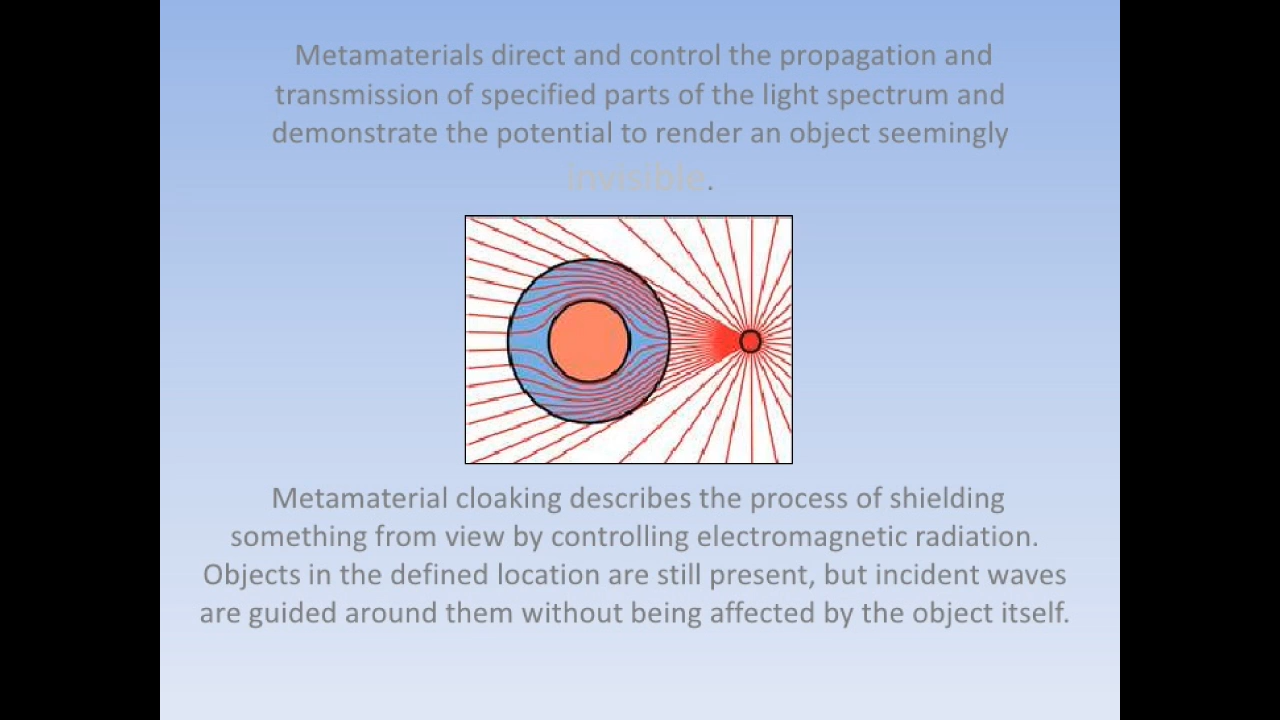 Metamaterials direct and control the propagation and
transmission of specified parts of the light spectrum and
demonstrate the potential to render an object seemingly
invisible.
Metamaterial cloaking describes the process of shielding
something from view by controlling electromagnetic radiation.
Objects in the defined location are still present, but incident waves
are guided around them without being affected by the object itself.